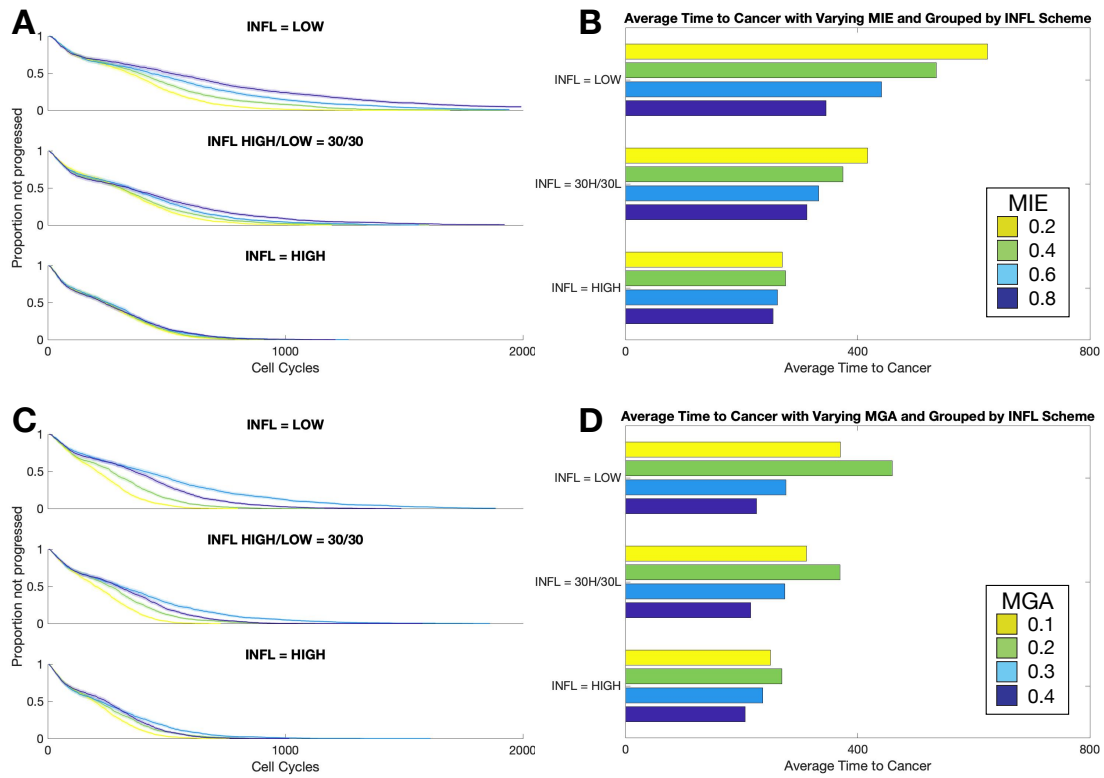 A
INFL = LOW
1
0.5
0
INFL HIGH/LOW = 30/30
1
0.5
0
INFL = HIGH
1
0.5
0
0
1000
2000
Proportion not progressed
Cell Cycles
B
Average Time to Cancer with Varying MIE and Grouped by INFL Scheme
INFL = LOW
INFL = 30H/30L
INFL = HIGH
0
400
800
Average Time to Cancer
MIE
0.2
0.4
0.6
0.8
C
INFL = LOW
1
0.5
0
INFL HIGH/LOW = 30/30
1
0.5
0
INFL = HIGH
1
0.5
0
0
1000
2000
Proportion not progressed
Cell Cycles
D
Average Time to Cancer with Varying MGA and Grouped by INFL Scheme
INFL = LOW
INFL = 30H/30L
INFL = HIGH
0
400
800
Average Time to Cancer
MGA
0.1
0.2
0.3
0.4